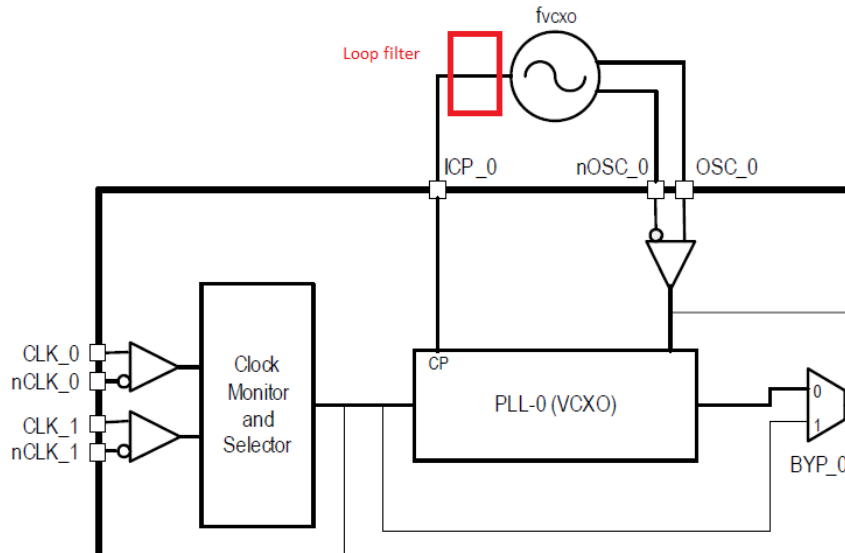 fvcxo
Loop filter
ICP_0
nOSC_0
OSC_0
CLK_0
nCLK_0
CLK_1
nCLK_1
Clock
Monitor
and
Selector
CP
PLL-0 (VCXO)
0
1
BYP_0